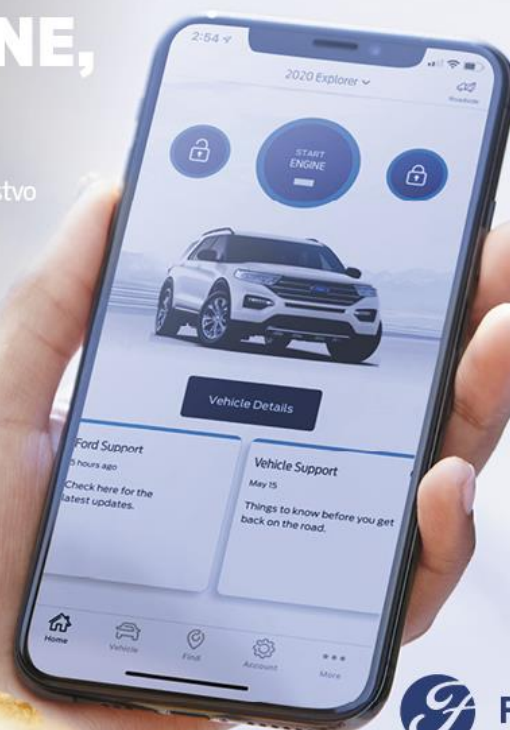 NE,
stvo
2:54
2020 Explorer
Roadside
START
ENGINE
Vehicle Details
Ford Support
5 hours ago
Check here for the
latest updates.
Vehicle Support
May 15
Things to know before you get
back on the road.
Home
Vehicle
Find
Account
More
F